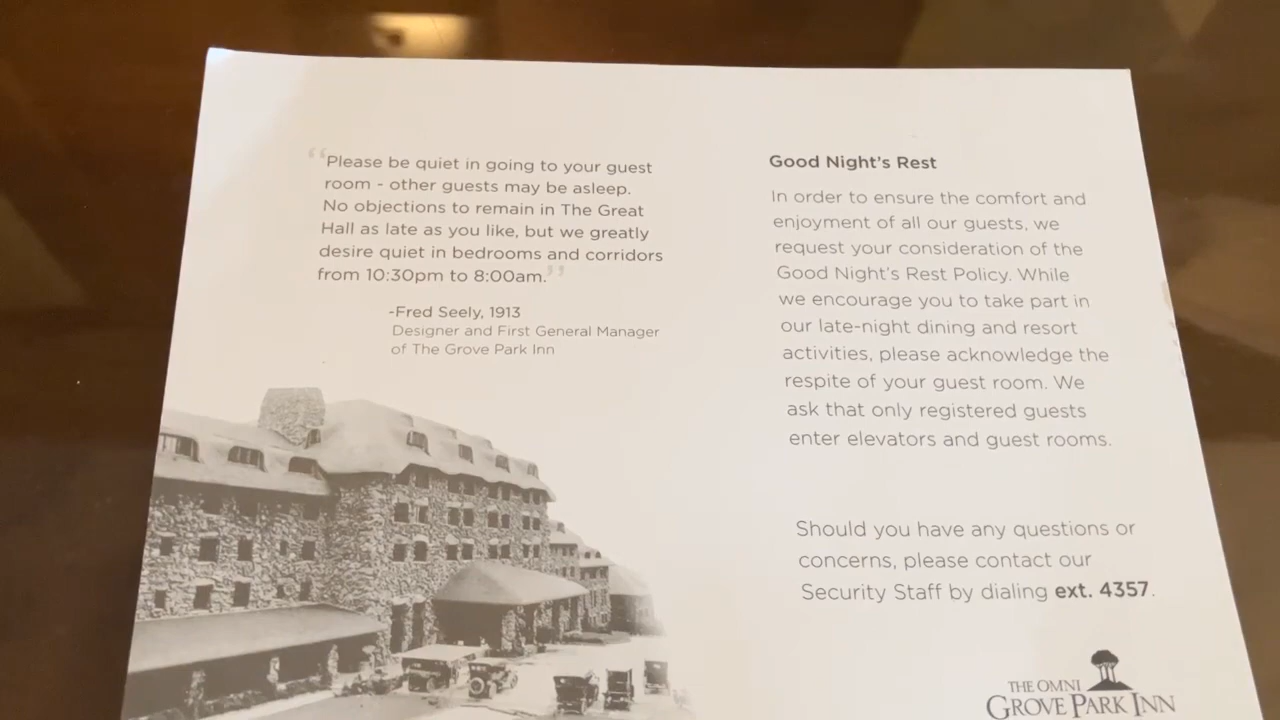 “Please be quiet in going to your guest
room - other guests may be asleep.
No objections to remain in The Great
Hall as late as you like, but we greatly
desire quiet in bedrooms and corridors
from 10:30pm to 8:00am.”
-Fred Seely, 1913
Designer and First General Manager
of The Grove Park Inn
Good Night's Rest
In order to ensure the comfort and
enjoyment of all our guests, we
request your consideration of the
Good Night's Rest Policy. While
we encourage you to take part in
our late-night dining and resort
activities, please acknowledge the
respite of your guest room. We
ask that only registered guests
enter elevators and guest rooms.
Should you have any questions or
concerns, please contact our
Security Staff by dialing ext. 4357.
THE OMNI
GROVE PARK INN